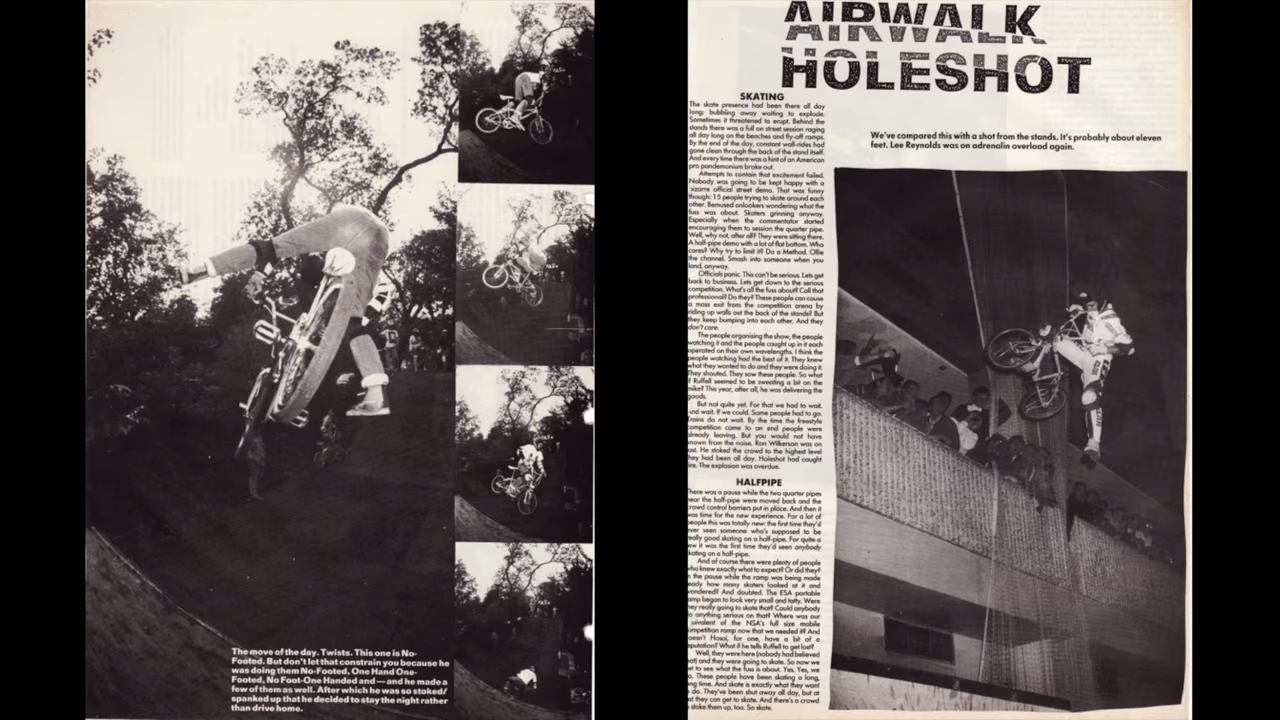 The move of the day. Twists. This one is No-
Footed. But don't let that constrain you because he
was doing them No-Footed, One Hand One-
Footed, No Foot-One Handed and — and he made a
few of them as well. After which he was so stoked/
spanked up that he decided to stay the night rather
than drive home.
AIRWALK
HOLESHOT
We've compared this with a shot from the stands. It's probably about eleven
feet. Lee Reynolds was on adrenalin overload again.
SKATING
The skate presence had been there all day
long; bubbling away waiting to explode.
Sometimes it threatened to erupt. Behind the
stands there was a full on street session raging
all day long on the benches and fly-off ramps.
By the end of the day, constant wall-rides had
gone clean through the back of the stand itself.
And every time there was a hint of an American
pro pandemonium broke out.
Attempts to contain that excitement failed.
Nobody was going to be kept happy with a
bizarre official street demo. That was funny
though: 15 people trying to skate around each
other. Bemused onlookers wondering what the
fuss was about. Skaters grinning anyway.
Especially when the commentator started
encouraging them to session the quarter pipe.
Well, why not, after all? They were sitting there.
A half-pipe demo with a lot of flat bottom. Who
cares? Why try to limit it? Do a Method. Ollie
the channel. Smash into someone when you
land, anyway.
Officials panic. This can't be serious. Lets get
back to business. Lets get down to the serious
competition. What's all the fuss about? Call that
professional? Do they? These people can cause
a mass exit from the competition arena by
riding up walls out the back of the stands? But
they keep bumping into each other. And they
don't care.
The people organising the show, the people
watching it and the people caught up in it each
operated on their own wavelengths. I think the
people watching had the best of it. They knew
what they wanted to do and they were doing it.
They shouted. They saw these people. So what
if Ruffell seemed to be sweating a bit on the
mike? This year, after all, he was delivering the
goods.
But not quite yet. For that we had to wait.
and wait. If we could. Some people had to go.
Trains do not wait. By the time the freestyle
competition came to an end people were
already leaving. But you would not have
known from the noise. Ron Wilkerson was on
last. He stoked the crowd to the highest level
they had been all day. Holeshot had caught
fire. The explosion was overdue.
HALFPIPE
There was a pause while the two quarter pipes
near the half-pipe were moved back and the
crowd control barriers put in place. And then it
was time for the new experience. For a lot of
people this was totally new: the first time they'd
ever seen someone who's supposed to be
really good skating on a half-pipe. For quite a
few it was the first time they'd seen anybody
skating on a half-pipe.
And of course there were plenty of people
who knew exactly what to expect? Or did they?
In the pause while the ramp was being made
ready how many skaters looked at it and
wondered? And doubted. The ESA portable
ramp began to look very small and tatty. Were
they really going to skate that? Could anybody
do anything serious on that? Where was our
equivalent of the NSA's full size mobile
competition ramp now that we needed it? And
doesn't Hosoi, for one, have a bit of a
reputation? What if he tells Ruffell to get lost?
Well, they were here (nobody had believed
that) and they were going to skate. So now we
get to see what the fuss is about. Yes. Yes, we
do. These people have been skating a long,
long time. And skate is exactly what they want
to do. They've been shut away all day, but at
last they can get to skate. And there's a crowd
to stoke them up, too. So skate.